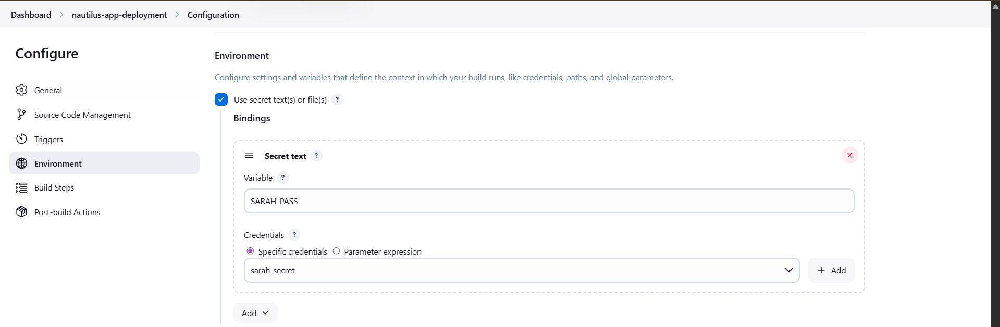 Dashboard > nautilus-app-deployment > Configuration
Configure
General
Source Code Management
Triggers
Environment
Build Steps
Post-build Actions
Environment
Configure settings and variables that define the context in which your build runs, like credentials, paths, and global parameters.
Use secret text(s) or file(s) ?
Bindings
Secret text ?
Variable ?
SARAH_PASS
Credentials ?
Specific credentials Parameter expression
sarah-secret
+ Add
Add